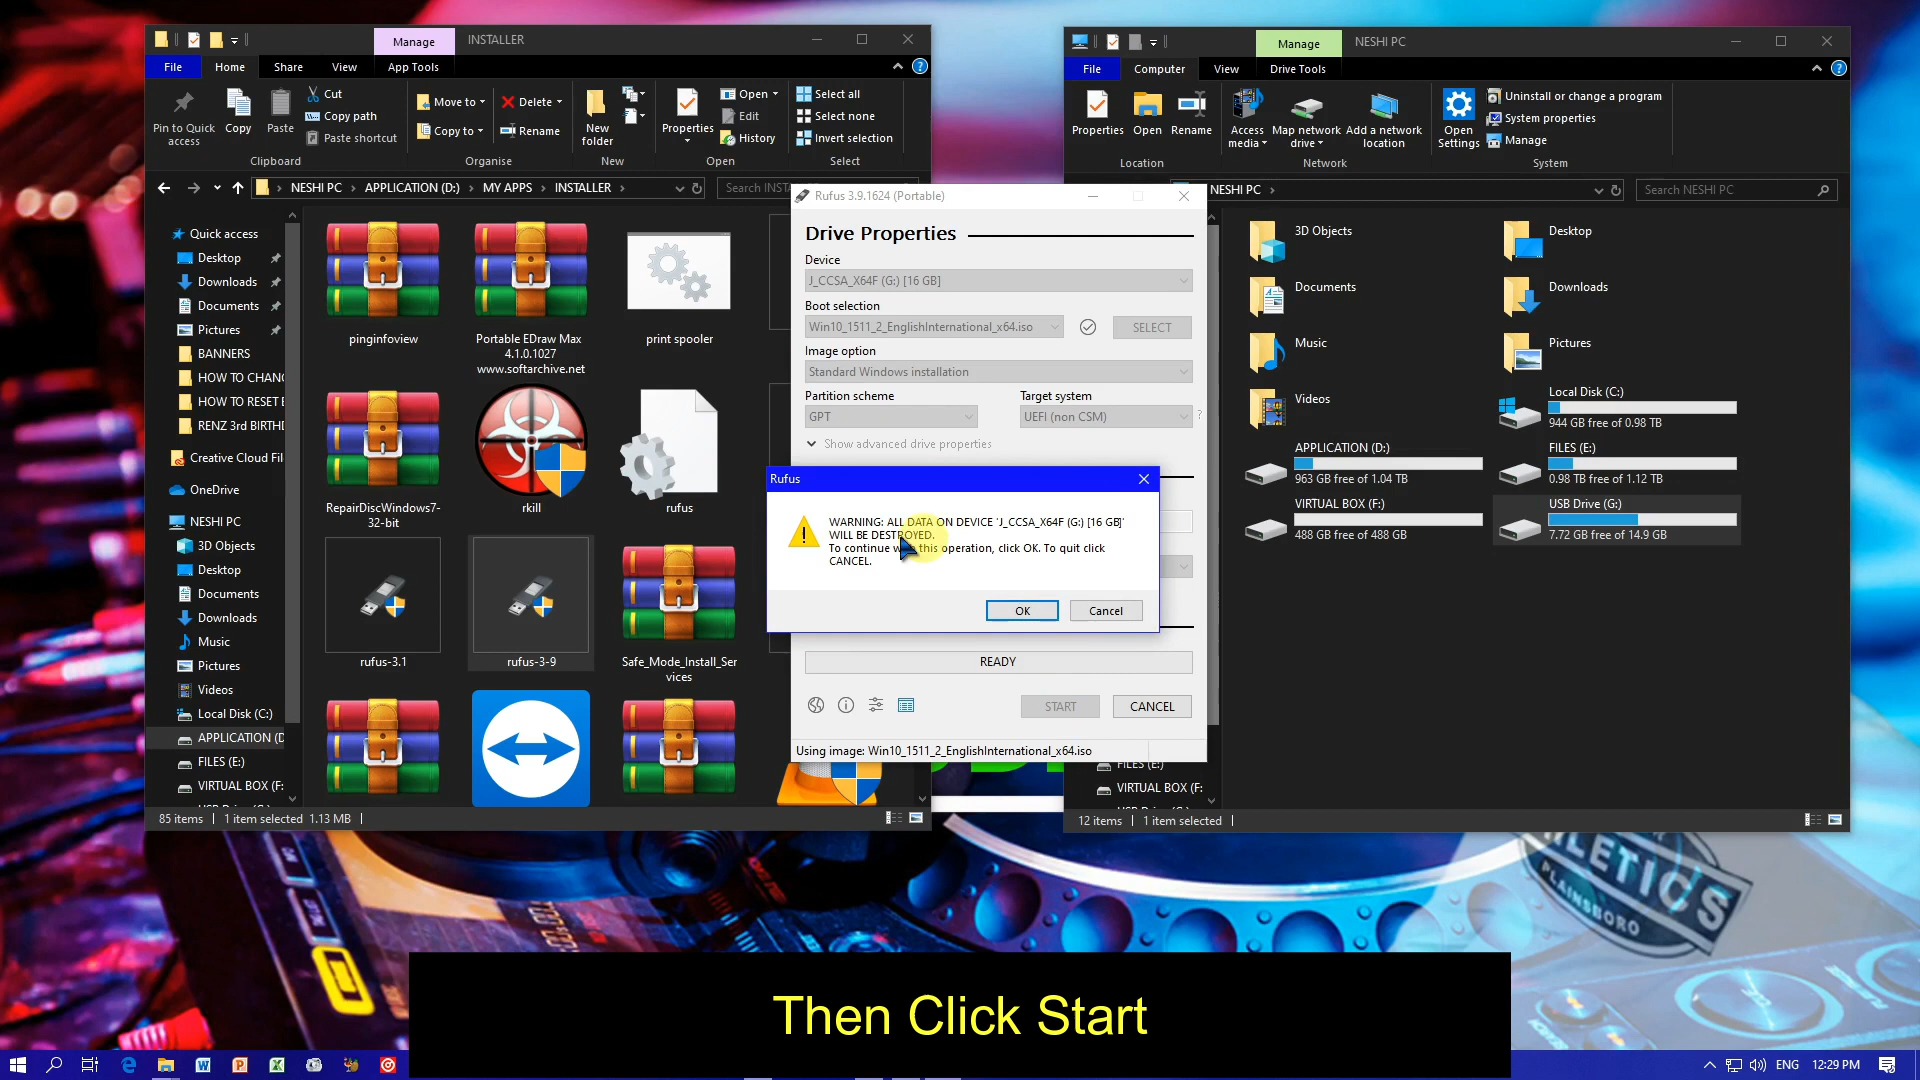 Manage
INSTALLER
File
Home
Share
View
App Tools
Pin to Quick access
Copy
Paste
Cut
Copy path
Paste shortcut
Clipboard
Move to
Copy to
Delete
Rename
Organise
New folder
New
Properties
Open
Edit
History
Open
Select all
Select none
Invert selection
Select
NESHI PC
APPLICATION (D:)
MY APPS
INSTALLER
Quick access
Desktop
Downloads
Documents
Pictures
BANNERS
HOW TO CHANG
HOW TO RESET E
RENZ 3rd BIRTH
Creative Cloud Fil
OneDrive
NESHI PC
3D Objects
Desktop
Documents
Downloads
Music
Pictures
Videos
Local Disk (C:)
APPLICATION (D
FILES (E:)
VIRTUAL BOX (F:
pinginfoview
Portable EDraw Max
4.1.0.1027
www.softarchive.net
print spooler
RepairDiscWindows7-
32-bit
rkill
rufus
rufus-3.1
rufus-3-9
Safe_Mode_Install_Ser
vices
85 items
1 item selected 1.13 MB
Rufus 3.9.1624 (Portable)
Drive Properties
Device
J_CCSA_X64F (G:) [16 GB]
Boot selection
Win10_1511_2_EnglishInternational_x64.iso
SELECT
Image option
Standard Windows installation
Partition scheme
Target system
GPT
UEFI (non CSM)
?
Show advanced drive properties
Rufus
WARNING: ALL DATA ON DEVICE 'J_CCSA_X64F (G:) [16 GB]'
WILL BE DESTROYED.
To continue with this operation, click OK. To quit click
CANCEL.
OK
Cancel
READY
START
CANCEL
Using image: Win10_1511_2_EnglishInternational_x64.iso
Manage
NESHI PC
File
Computer
View
Drive Tools
Properties
Open
Rename
Location
Access media
Map network drive
Add a network location
Network
Open Settings
Uninstall or change a program
System properties
Manage
System
NESHI PC
Search NESHI PC
3D Objects
Desktop
Documents
Downloads
Music
Pictures
Videos
Local Disk (C:)
944 GB free of 0.98 TB
APPLICATION (D:)
963 GB free of 1.04 TB
FILES (E:)
0.98 TB free of 1.12 TB
VIRTUAL BOX (F:)
488 GB free of 488 GB
USB Drive (G:)
7.72 GB free of 14.9 GB
FILES (E:)
VIRTUAL BOX (F:
12 items
1 item selected
PLAINSBORO
Then Click Start
ENG
12:29 PM